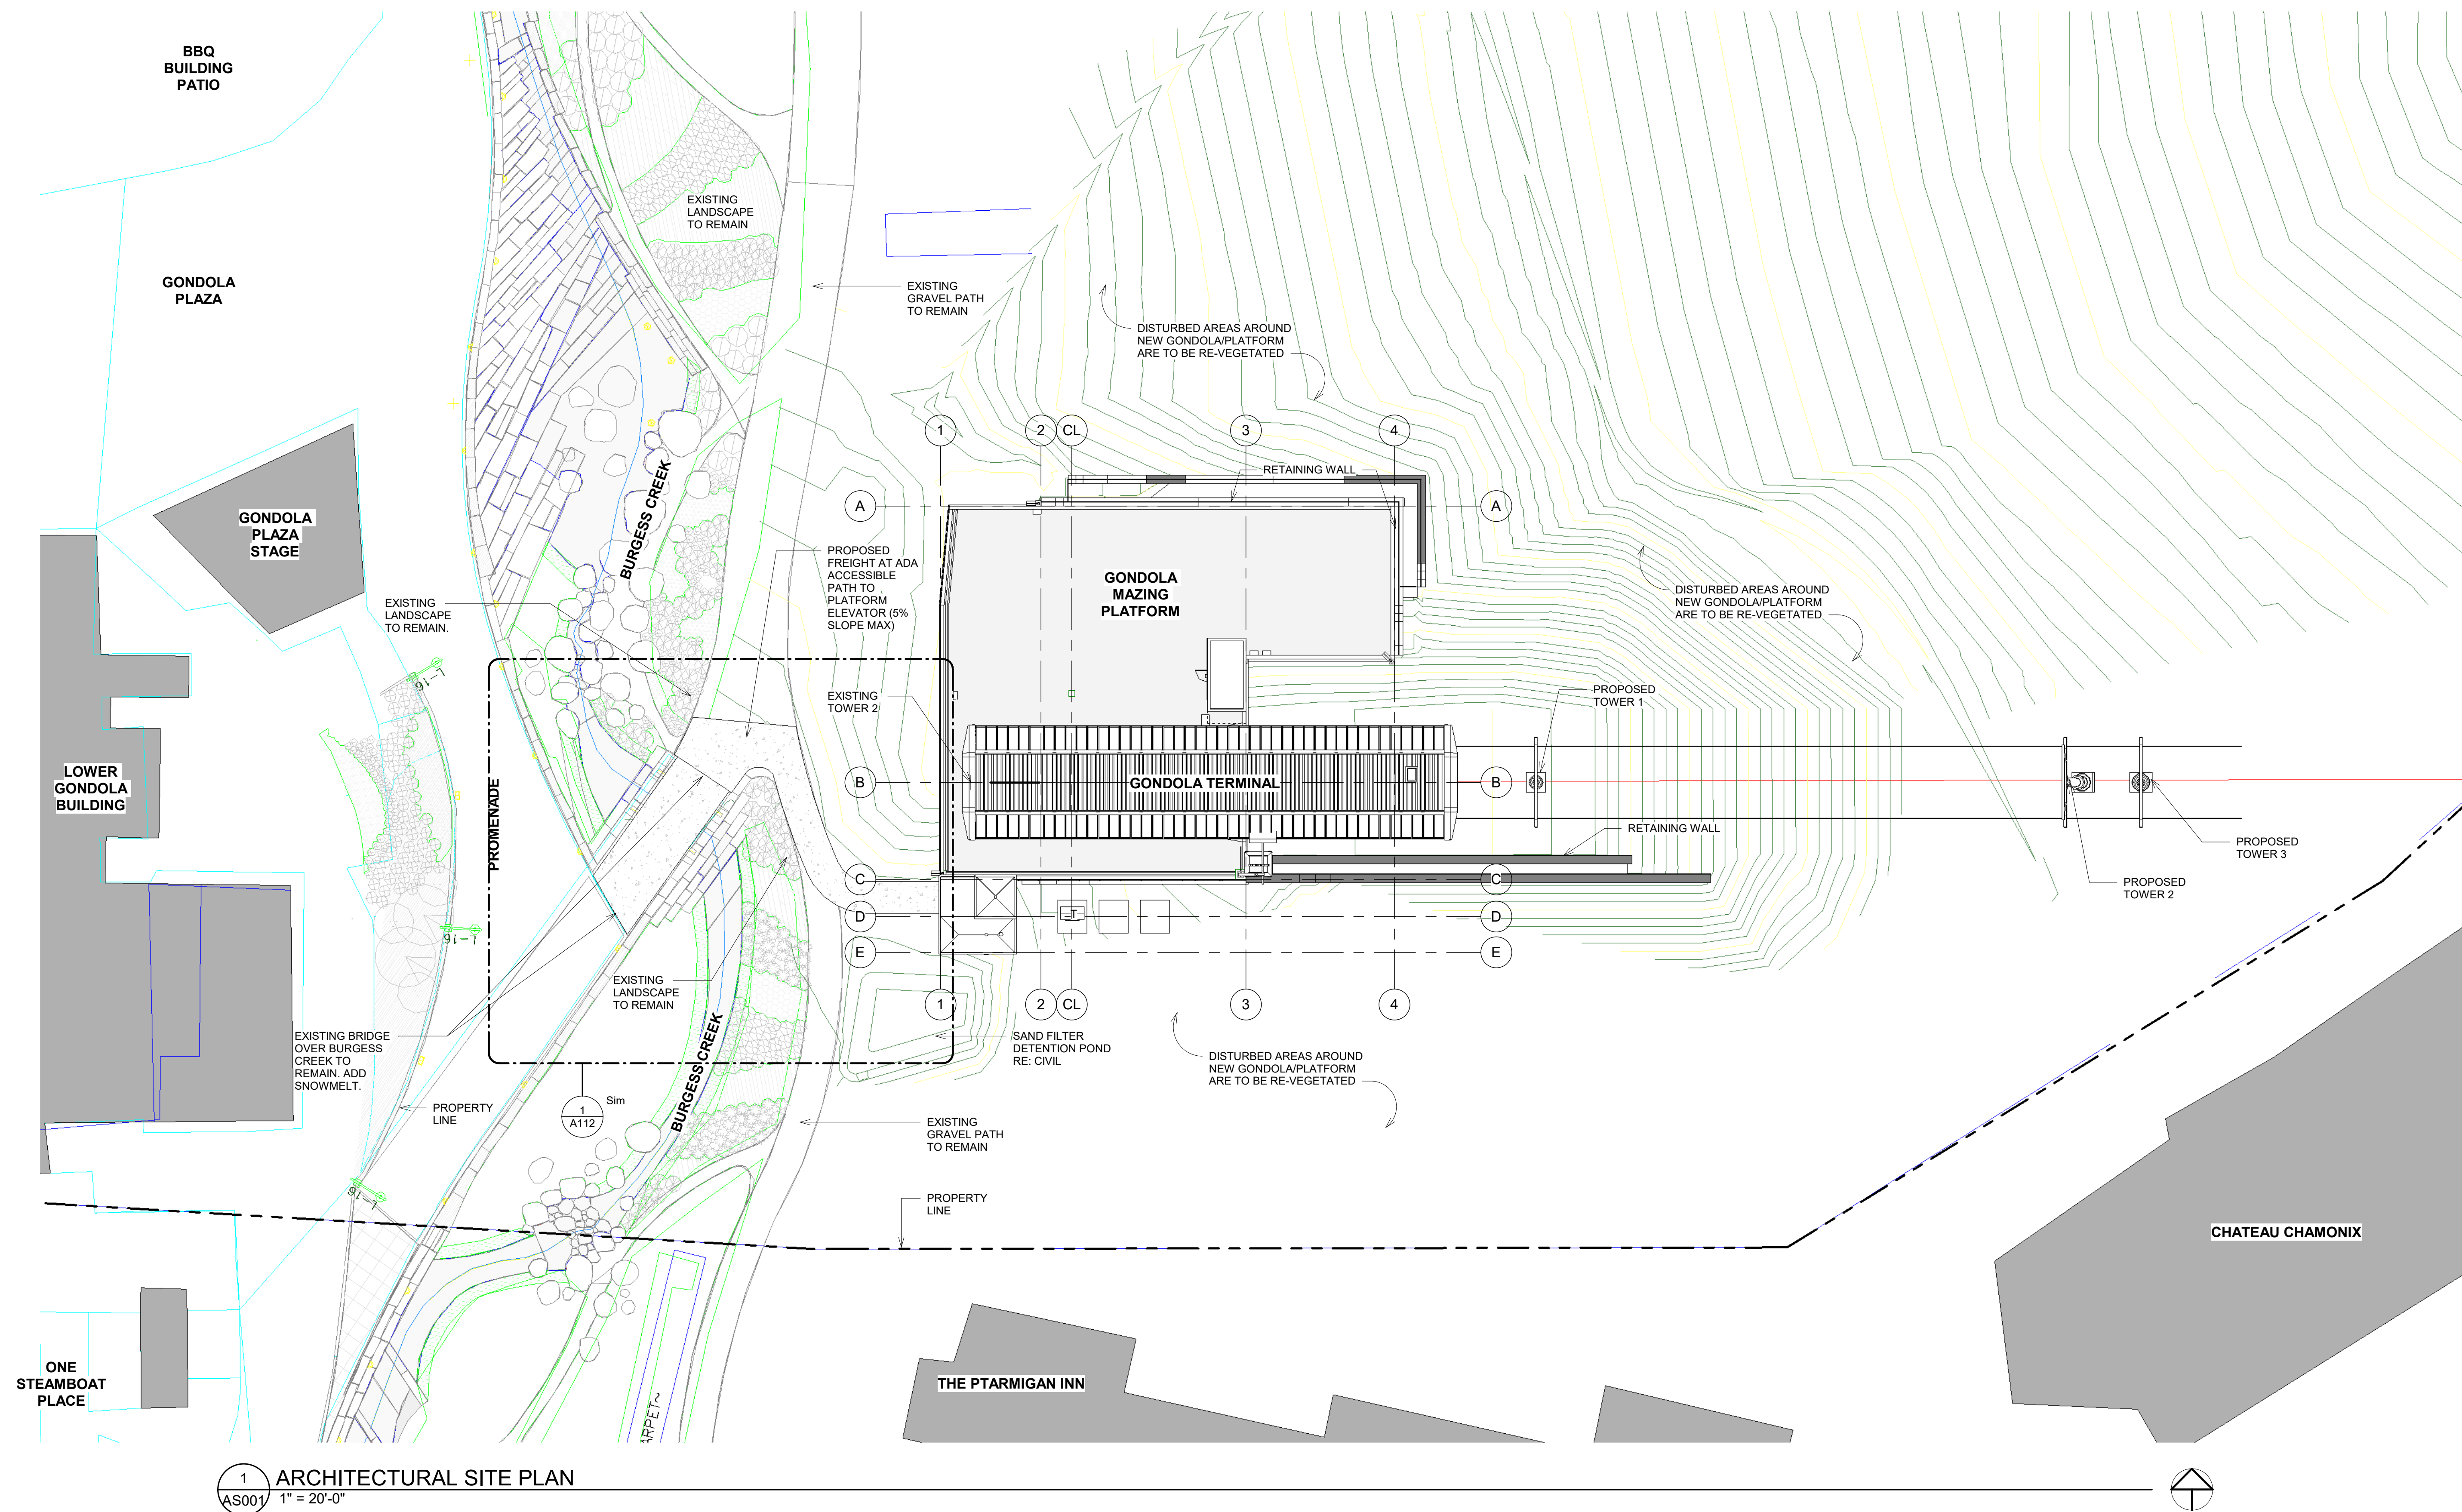 BBQ
BUILDING
PATIO
EXISTING
LANDSCAPE
TO REMAIN
GONDOLA
PLAZA
EXISTING
GRAVEL PATH
TO REMAIN
DISTURBED AREAS AROUND
NEW GONDOLA/PLATFORM
ARE TO BE RE-VEGETATED
1
2
CL
3
4
RETAINING WALL
A
A
GONDOLA
PLAZA
STAGE
BURGESS CREEK
PROPOSED
FREIGHT AT ADA
ACCESSIBLE
PATH TO
PLATFORM
ELEVATOR (5%
SLOPE MAX)
GONDOLA
MAZING
PLATFORM
EXISTING
LANDSCAPE
TO REMAIN.
DISTURBED AREAS AROUND
NEW GONDOLA/PLATFORM
ARE TO BE RE-VEGETATED
L-16
EXISTING
TOWER 2
PROPOSED
TOWER 1
LOWER
GONDOLA
BUILDING
PROMENADE
B
GONDOLA TERMINAL
B
RETAINING WALL
PROPOSED
TOWER 3
PROPOSED
TOWER 2
C
C
T
D
D
L-16
E
E
EXISTING
LANDSCAPE
TO REMAIN
1
2
CL
3
4
EXISTING BRIDGE
OVER BURGESS
CREEK TO
REMAIN. ADD
SNOWMELT.
BURGESS CREEK
SAND FILTER
DETENTION POND
RE: CIVIL
DISTURBED AREAS AROUND
NEW GONDOLA/PLATFORM
ARE TO BE RE-VEGETATED
PROPERTY
LINE
1
A112
Sim
EXISTING
GRAVEL PATH
TO REMAIN
L-16
PROPERTY
LINE
CHATEAU CHAMONIX
ONE
STEAMBOAT
PLACE
THE PTARMIGAN INN
ARPET~
1
AS001
ARCHITECTURAL SITE PLAN
1" = 20'-0"